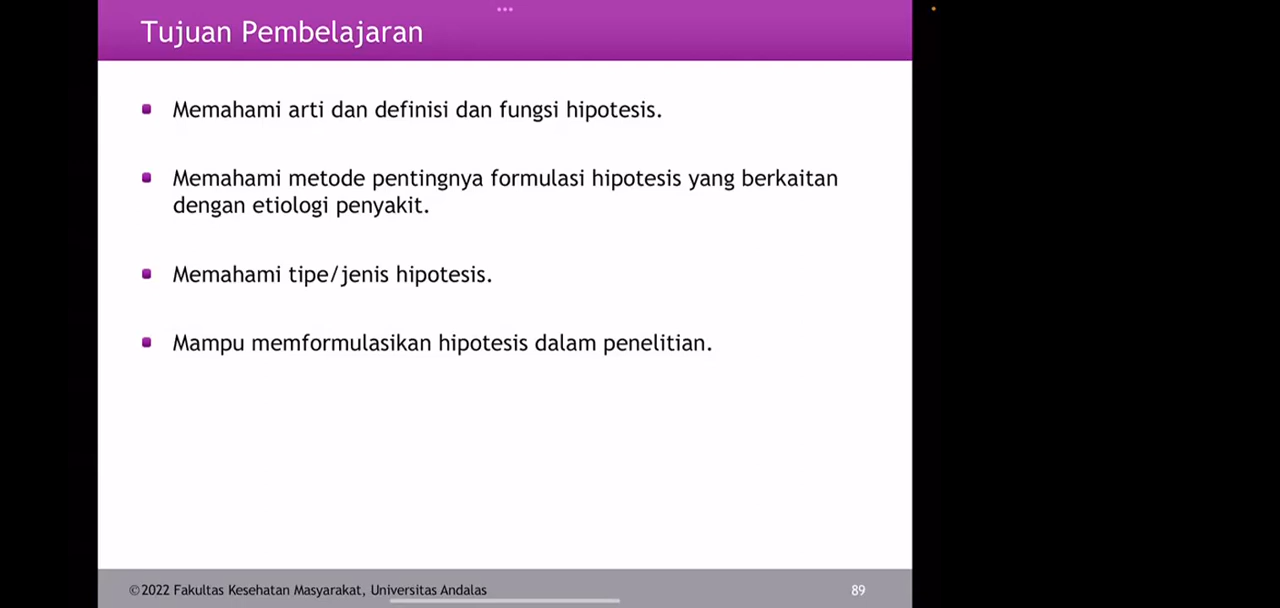 Tujuan Pembelajaran
Memahami arti dan definisi dan fungsi hipotesis.
Memahami metode pentingnya formulasi hipotesis yang berkaitan
dengan etiologi penyakit.
Memahami tipe/jenis hipotesis.
Mampu memformulasikan hipotesis dalam penelitian.
©2022 Fakultas Kesehatan Masyarakat, Universitas Andalas
89